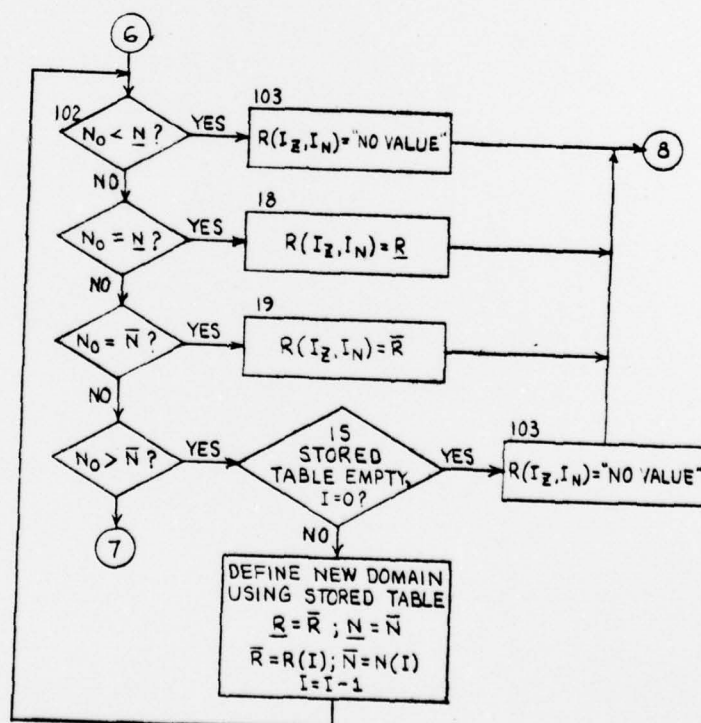 6
102
N₀ < N̲ ?
YES
103
R(I_Z, I_N) = "NO VALUE"
8
NO
N₀ = N̲ ?
YES
18
R(I_Z, I_N) = R̲
NO
N₀ = N̅ ?
YES
19
R(I_Z, I_N) = R̅
NO
N₀ > N̅ ?
YES
IS
STORED
TABLE EMPTY,
I=0?
YES
103
R(I_Z, I_N) = "NO VALUE"
7
NO
DEFINE NEW DOMAIN
USING STORED TABLE
R̲ = R̅ ; N̲ = N̅
R̅ = R(I); N̅ = N(I)
I = I - 1